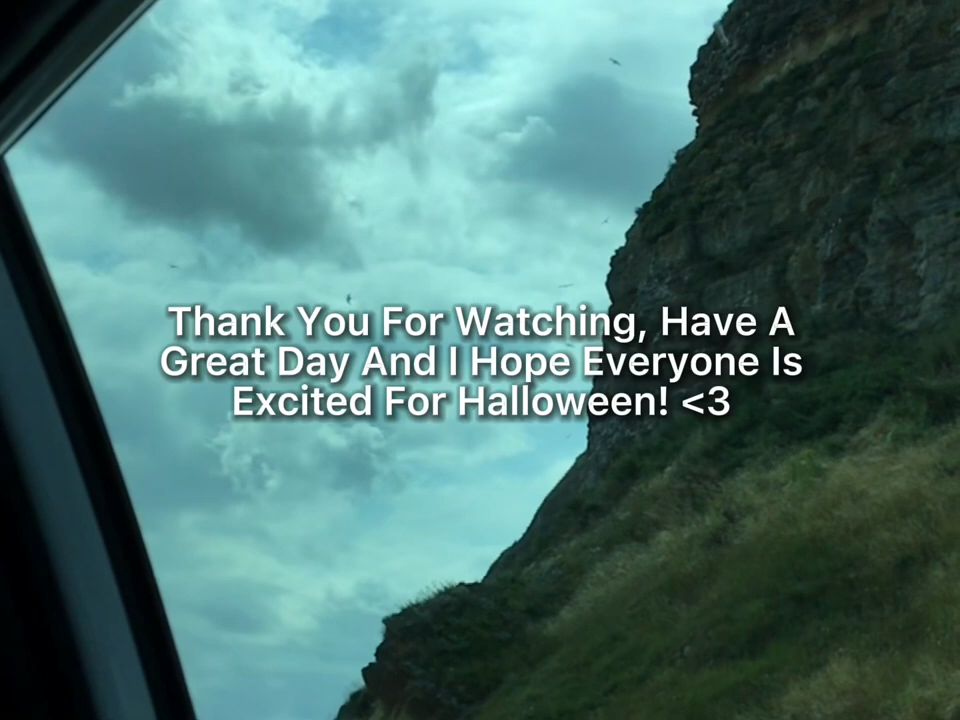 Thank You For Watching, Have A
Great Day And I Hope Everyone Is
Excited For Halloween! <3